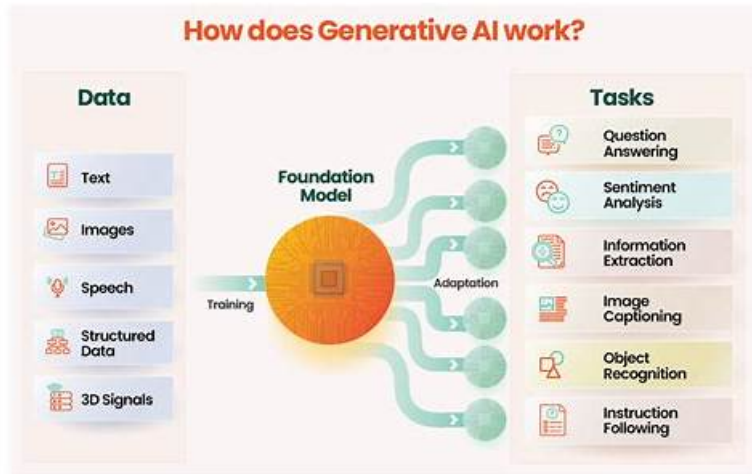 How does Generative AI work?
Data
Text
Images
Speech
Structured
Data
3D Signals
Training
Foundation
Model
Adaptation
Tasks
Question
Answering
Sentiment
Analysis
Information
Extraction
Image
Captioning
Object
Recognition
Instruction
Following